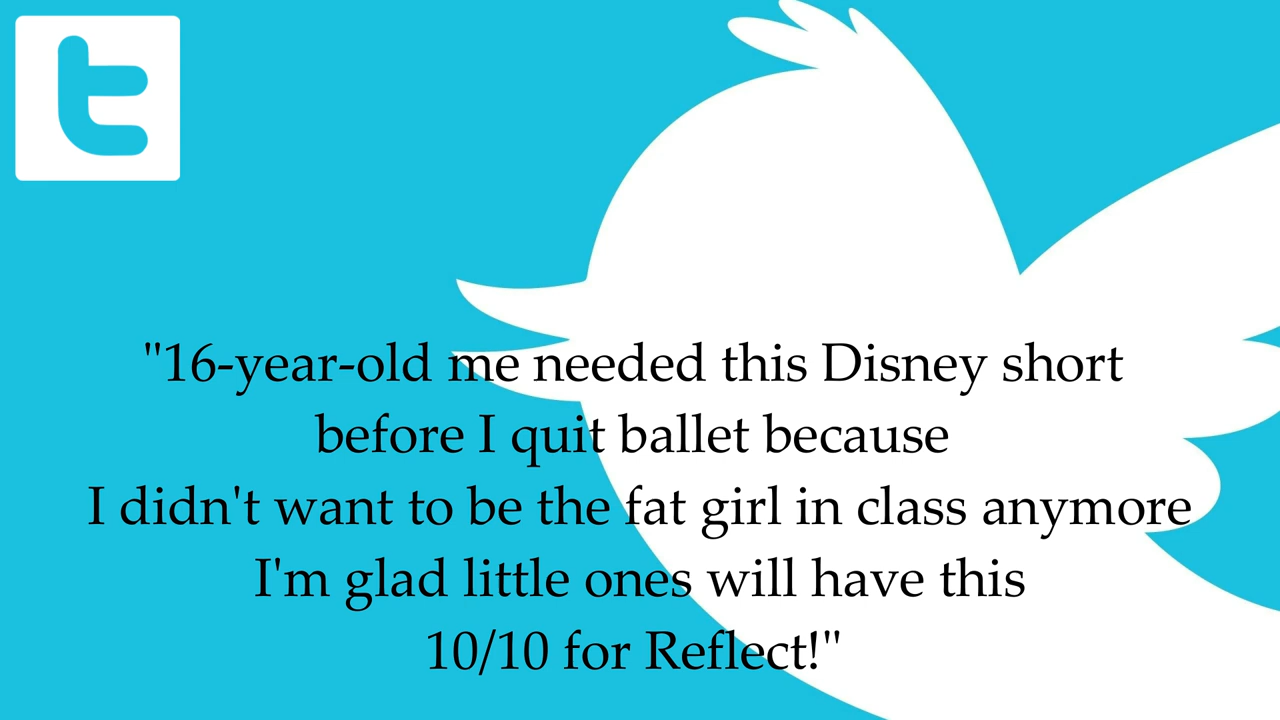 t
"16-year-old me needed this Disney short
before I quit ballet because
I didn't want to be the fat girl in class anymore
I'm glad little ones will have this
10/10 for Reflect!"